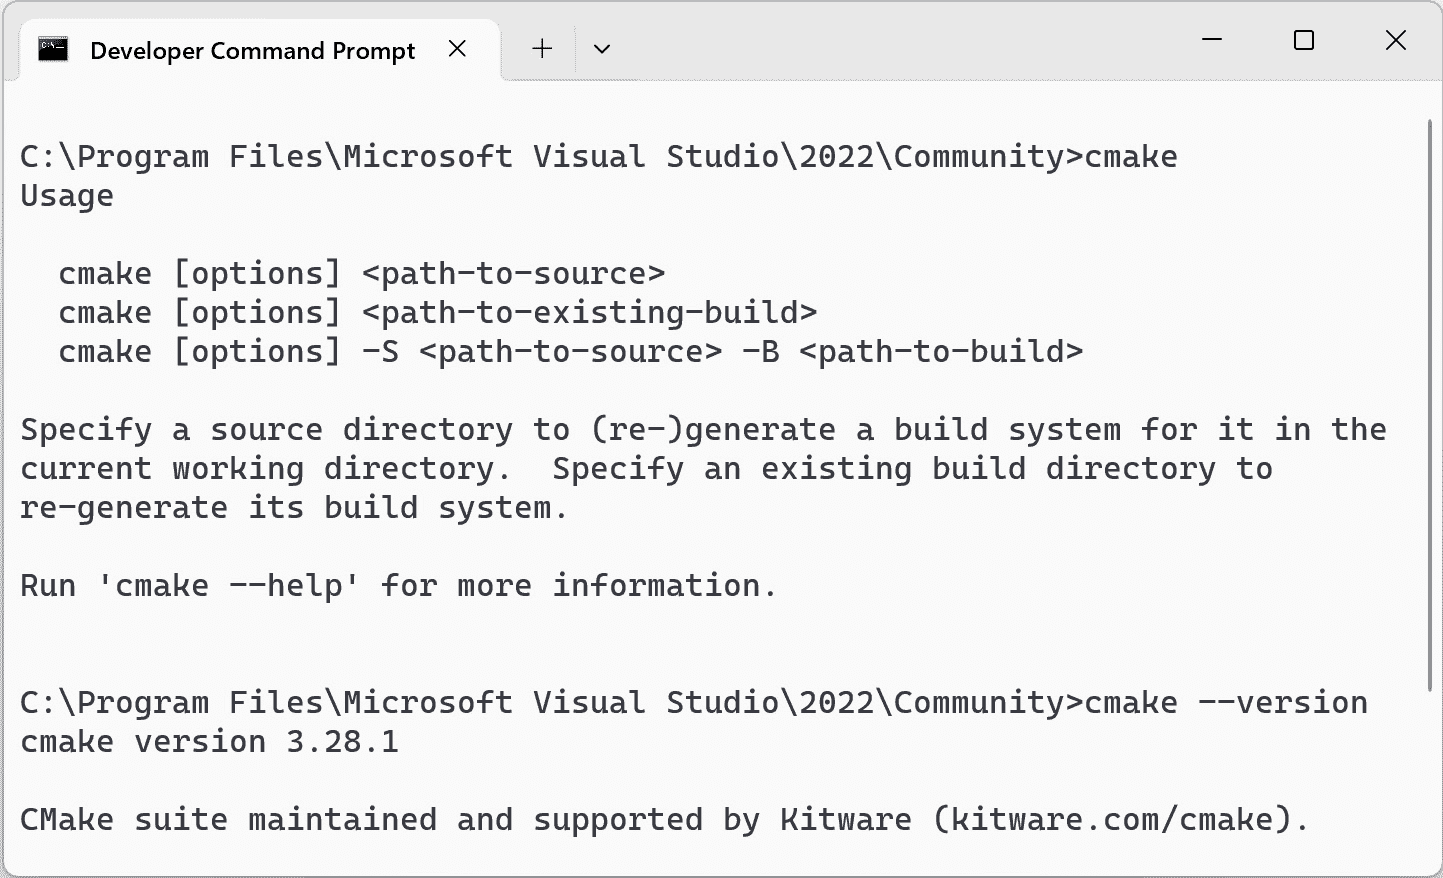 Developer Command Prompt
C:\Program Files\Microsoft Visual Studio\2022\Community>cmake
Usage
  cmake [options] <path-to-source>
  cmake [options] <path-to-existing-build>
  cmake [options] -S <path-to-source> -B <path-to-build>
Specify a source directory to (re-)generate a build system for it in the
current working directory.  Specify an existing build directory to
re-generate its build system.
Run 'cmake --help' for more information.
C:\Program Files\Microsoft Visual Studio\2022\Community>cmake --version
cmake version 3.28.1
CMake suite maintained and supported by Kitware (kitware.com/cmake).